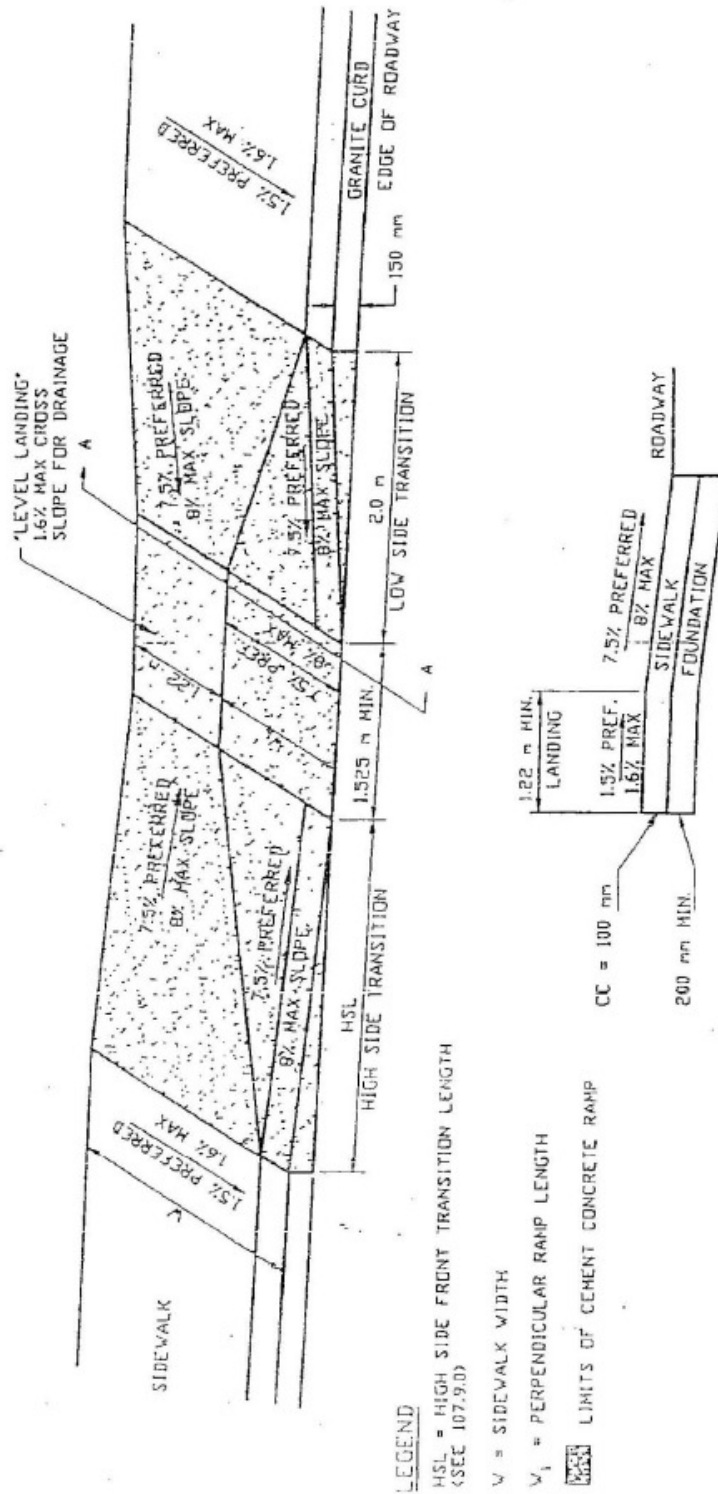 SIDEWALK
W
1.5% PREFERRED
1.6% MAX
7.5% PREFERRED
8% MAX SLOPE
7.5% PREFERRED
8% MAX SLOPE
HSL
HIGH SIDE TRANSITION
"LEVEL LANDING"
1.6% MAX CROSS
SLOPE FOR DRAINAGE
A
1.22 m
W₁
7.5% PREF.
8% MAX
1.525 m MIN.
A
7.5% PREFERRED
8% MAX SLOPE
7.5% PREFERRED
8% MAX SLOPE
2.0 m
LOW SIDE TRANSITION
1.5% PREFERRED
1.6% MAX
GRANITE CURB
EDGE OF ROADWAY
150 mm
LEGEND
HSL = HIGH SIDE FRONT TRANSITION LENGTH
(SEE 107.9.0)
W = SIDEWALK WIDTH
W₁ = PERPENDICULAR RAMP LENGTH
LIMITS OF CEMENT CONCRETE RAMP
1.22 m MIN.
LANDING
1.5% PREF.
1.6% MAX
7.5% PREFERRED
8% MAX
SIDEWALK
FOUNDATION
ROADWAY
CC = 100 mm
200 mm MIN.